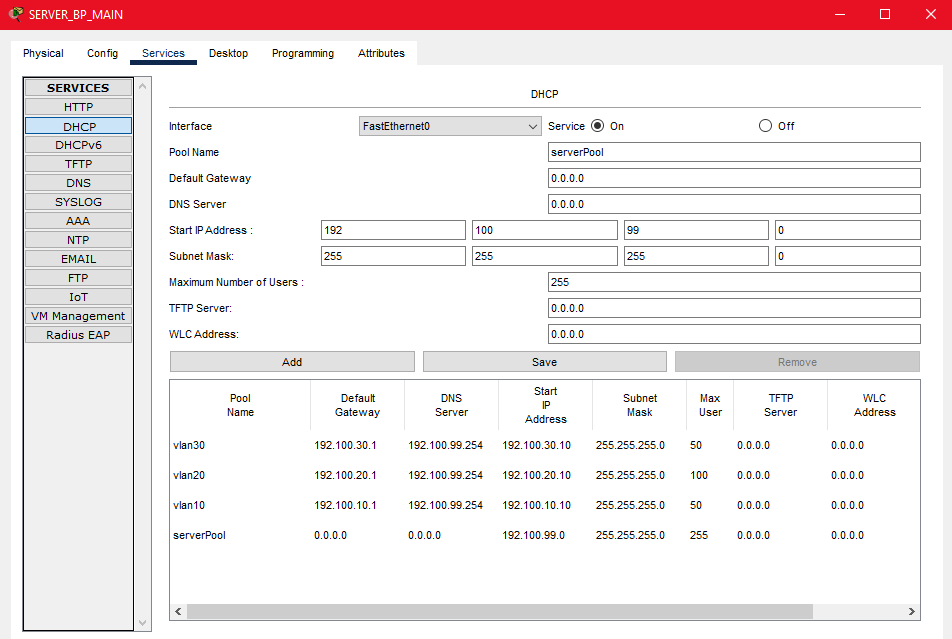 SERVER_BP_MAIN
Physical Config Services Desktop Programming Attributes
SERVICES
HTTP
DHCP
DHCPv6
TFTP
DNS
SYSLOG
AAA
NTP
EMAIL
FTP
IoT
VM Management
Radius EAP
DHCP
Interface FastEthernet0 Service On Off
Pool Name serverPool
Default Gateway 0.0.0.0
DNS Server 0.0.0.0
Start IP Address : 192 100 99 0
Subnet Mask: 255 255 255 0
Maximum Number of Users : 255
TFTP Server: 0.0.0.0
WLC Address: 0.0.0.0
Add Save Remove
Pool Name Default Gateway DNS Server Start IP Address Subnet Mask Max User TFTP Server WLC Address
vlan30 192.100.30.1 192.100.99.254 192.100.30.10 255.255.255.0 50 0.0.0.0 0.0.0.0
vlan20 192.100.20.1 192.100.99.254 192.100.20.10 255.255.255.0 100 0.0.0.0 0.0.0.0
vlan10 192.100.10.1 192.100.99.254 192.100.10.10 255.255.255.0 50 0.0.0.0 0.0.0.0
serverPool 0.0.0.0 0.0.0.0 192.100.99.0 255.255.255.0 255 0.0.0.0 0.0.0.0